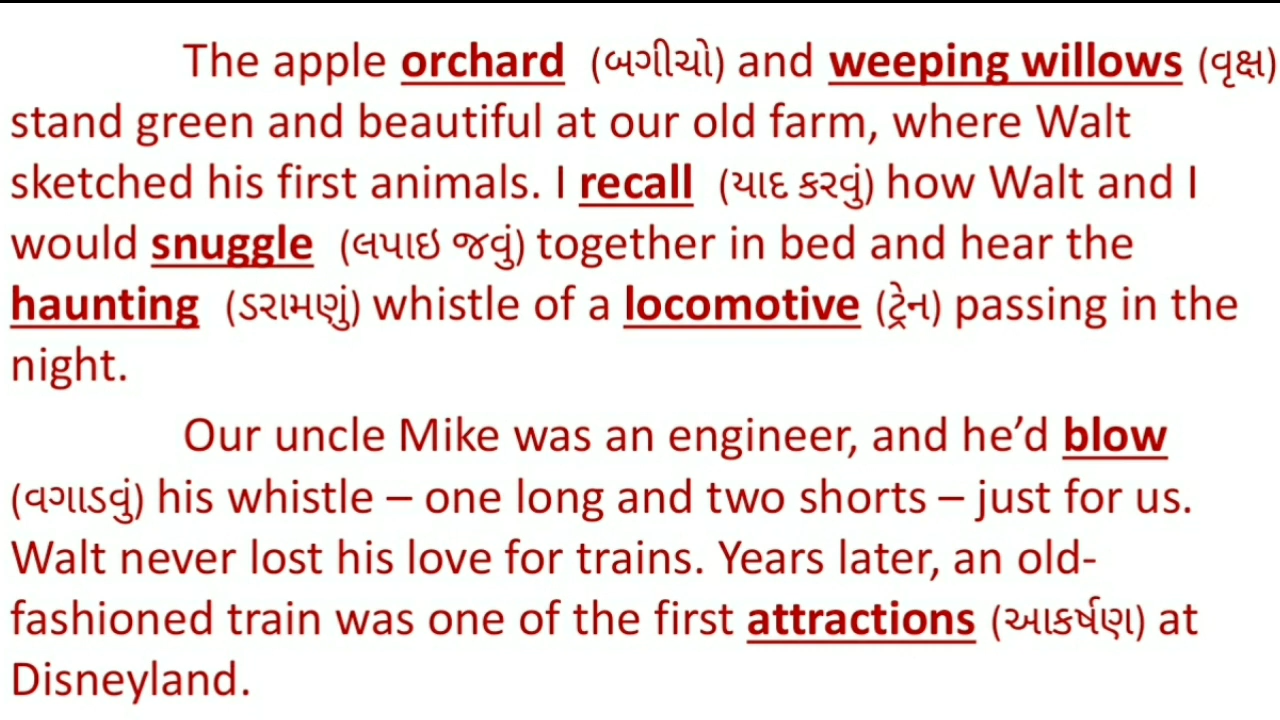 The apple orchard (બગીચો) and weeping willows (વૃક્ષ)
stand green and beautiful at our old farm, where Walt
sketched his first animals. I recall (યાદ કરવું) how Walt and I
would snuggle (લપાઇ જવું) together in bed and hear the
haunting (ડરામણું) whistle of a locomotive (ટ્રેન) passing in the
night.
Our uncle Mike was an engineer, and he’d blow
(વગાડવું) his whistle – one long and two shorts – just for us.
Walt never lost his love for trains. Years later, an old-
fashioned train was one of the first attractions (આકર્ષણ) at
Disneyland.